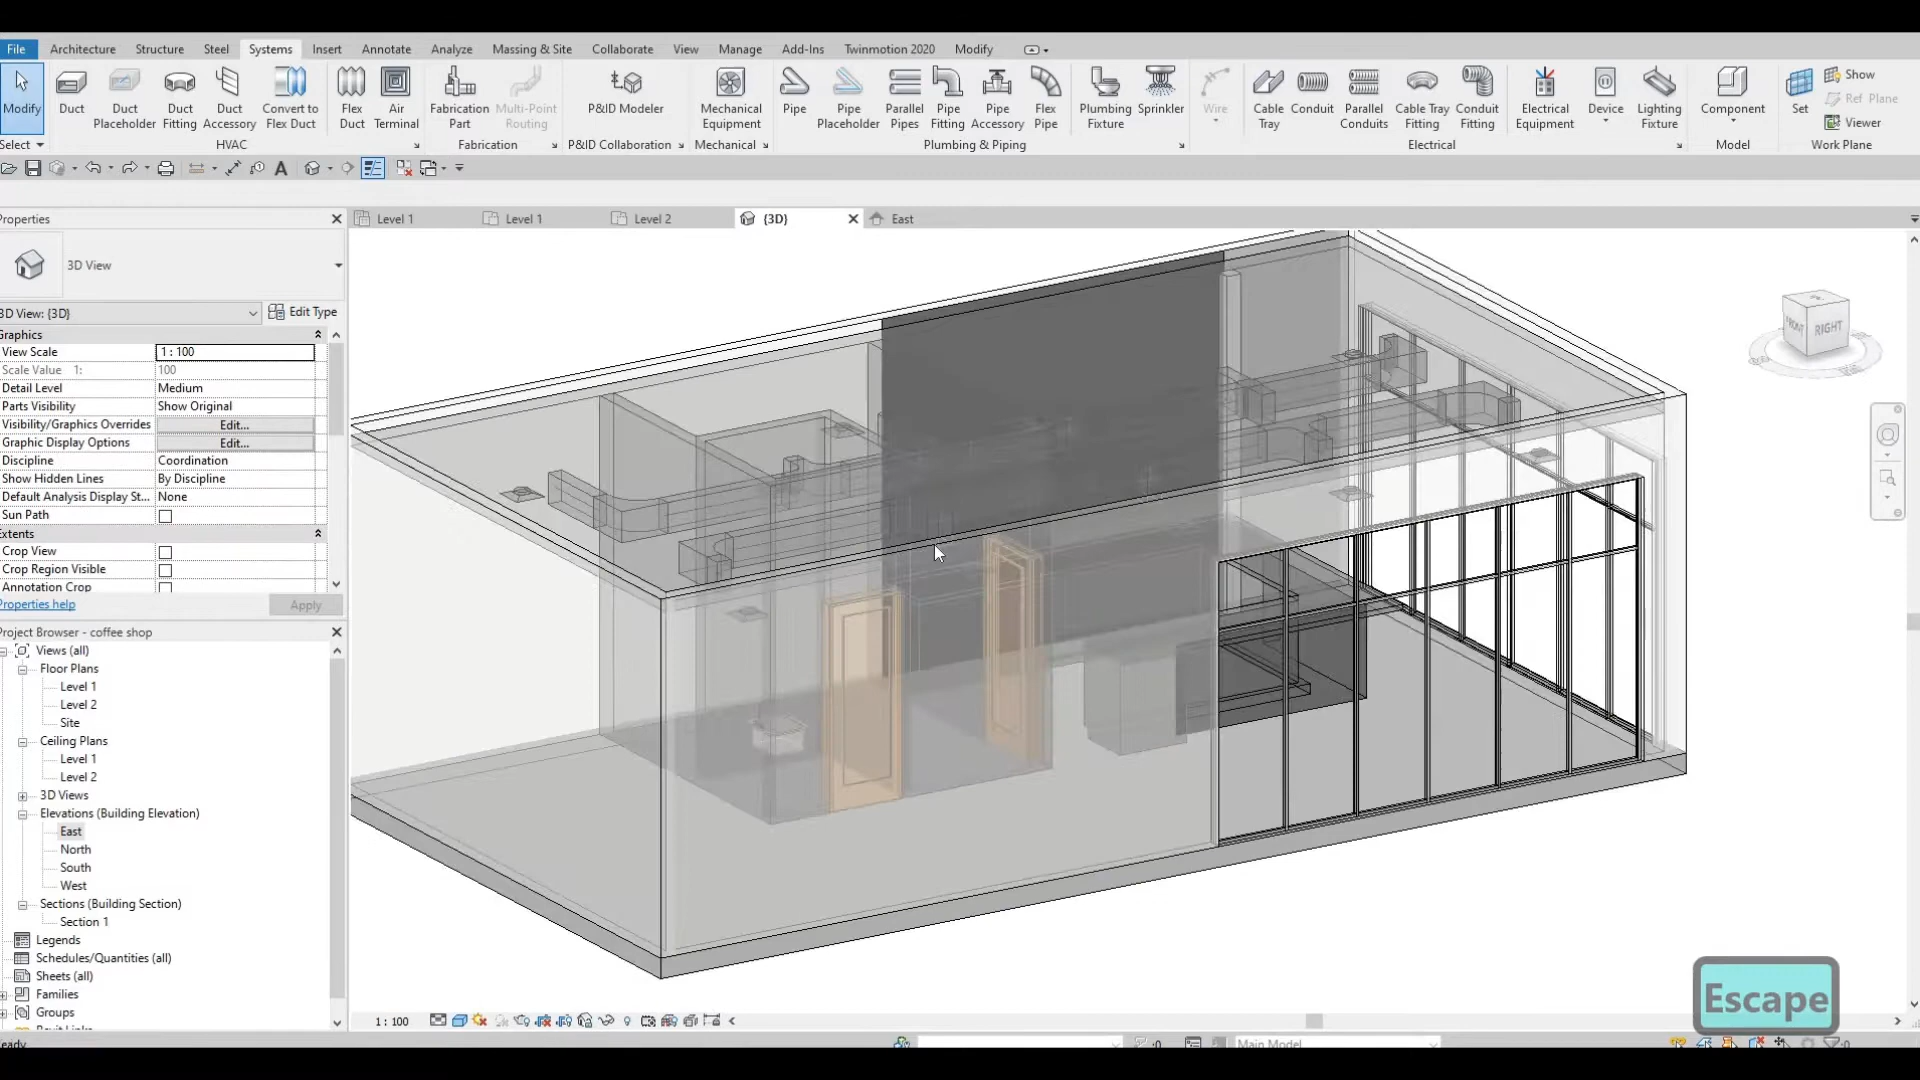 File Architecture Structure Steel Systems Insert Annotate Analyze Massing & Site Collaborate View Manage Add-Ins Twinmotion 2020 Modify
Modify Duct Duct Placeholder Duct Fitting Duct Accessory Convert to Flex Duct Flex Duct Air Terminal Fabrication Part Multi-Point Routing P&ID Modeler Mechanical Equipment Pipe Pipe Placeholder Parallel Pipes Pipe Fitting Pipe Accessory Flex Pipe Plumbing Fixture Sprinkler Wire Cable Tray Conduit Parallel Conduits Cable Tray Fitting Conduit Fitting Electrical Equipment Device Lighting Fixture Component Set Show Ref Plane Viewer
Select HVAC Fabrication P&ID Collaboration Mechanical Plumbing & Piping Electrical Model Work Plane
Properties
Level 1 Level 1 Level 2 {3D} East
3D View
3D View: {3D} Edit Type
Graphics
View Scale 1 : 100
Scale Value 1: 100
Detail Level Medium
Parts Visibility Show Original
Visibility/Graphics Overrides Edit...
Graphic Display Options Edit...
Discipline Coordination
Show Hidden Lines By Discipline
Default Analysis Display St... None
Sun Path
Extents
Crop View
Crop Region Visible
Annotation Crop
Properties help Apply
Project Browser - coffee shop
Views (all)
Floor Plans
Level 1
Level 2
Site
Ceiling Plans
Level 1
Level 2
3D Views
Elevations (Building Elevation)
East
North
South
West
Sections (Building Section)
Section 1
Legends
Schedules/Quantities (all)
Sheets (all)
Families
Groups
Revit Links
FRONT RIGHT
Escape
1 : 100
eady :0 Main Model :0